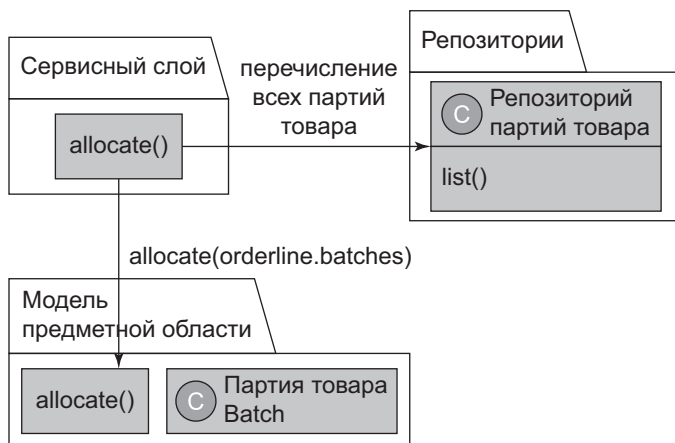 Сервисный слой
allocate()
перечисление
всех партий
товара
Репозитории
C
Репозиторий
партий товара
list()
allocate(orderline.batches)
Модель
предметной области
allocate()
C
Партия товара
Batch